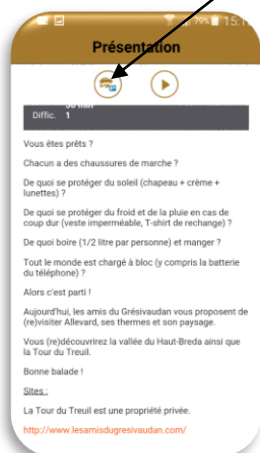 79% 15:1
Présentation
30 min
Diffic. 1
Vous êtes prêts ?
Chacun a des chaussures de marche ?
De quoi se protéger du soleil (chapeau + crème +
lunettes) ?
De quoi se protéger du froid et de la pluie en cas de
coup dur (veste imperméable, T-shirt de rechange) ?
De quoi boire (1/2 litre par personne) et manger ?
Tout le monde est chargé à bloc (y compris la batterie
du téléphone) ?
Alors c'est parti !
Aujourd'hui, les amis du Grésivaudan vous proposent de
(re)visiter Allevard, ses thermes et son paysage.
Vous (re)découvrirez la vallée du Haut-Breda ainsi que
la Tour du Treuil.
Bonne balade !
Sites :
La Tour du Treuil est une propriété privée.
http://www.lesamisdugresivaudan.com/